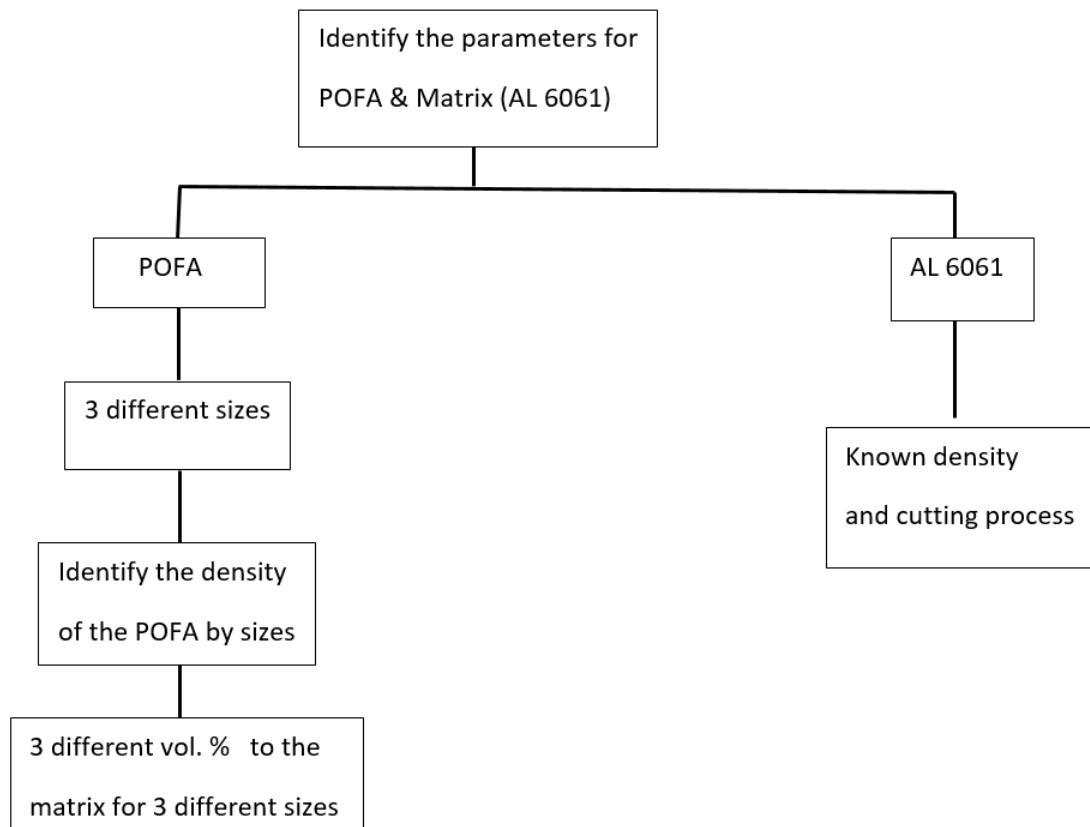 Identify the parameters for
POFA & Matrix (AL 6061)
POFA
AL 6061
3 different sizes
Known density
and cutting process
Identify the density
of the POFA by sizes
3 different vol. % to the
matrix for 3 different sizes